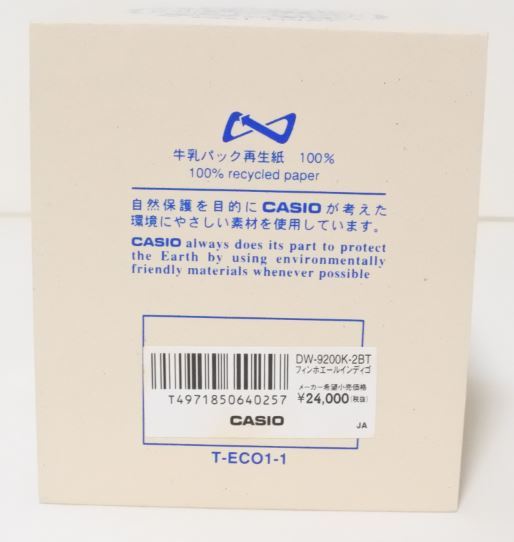 牛乳パック再生紙 100%
100% recycled paper
自然保護を目的にCASIOが考えた
環境にやさしい素材を使用しています。
CASIO always does its part to protect
the Earth by using environmentally
friendly materials whenever possible
DW-9200K-2BT
フィンホエールインディゴ
メーカー希望小売価格
¥24,000(税抜)
T4971850640257
CASIO
JA
T-ECO1-1